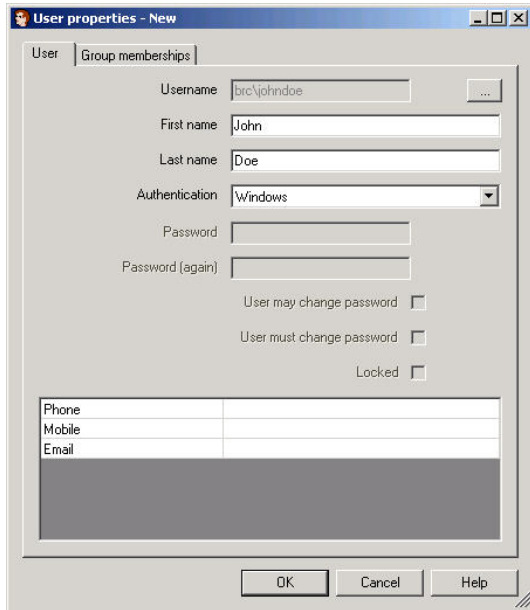 User properties - New
User
Group memberships
Username brc\johndoe ...
First name John
Last name Doe
Authentication Windows
Password
Password (again)
User may change password
User must change password
Locked
Phone
Mobile
Email
OK Cancel Help